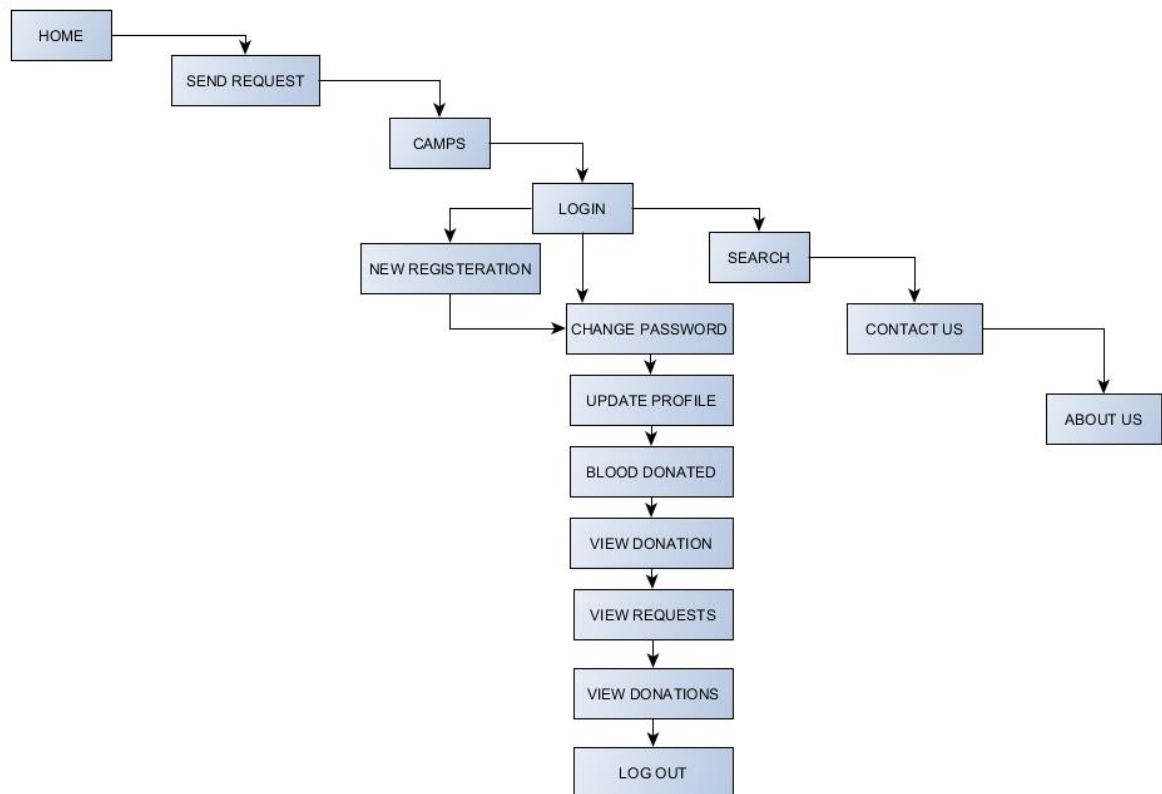 HOME
SEND REQUEST
CAMPS
LOGIN
NEW REGISTERATION
SEARCH
CHANGE PASSWORD
CONTACT US
UPDATE PROFILE
ABOUT US
BLOOD DONATED
VIEW DONATION
VIEW REQUESTS
VIEW DONATIONS
LOG OUT